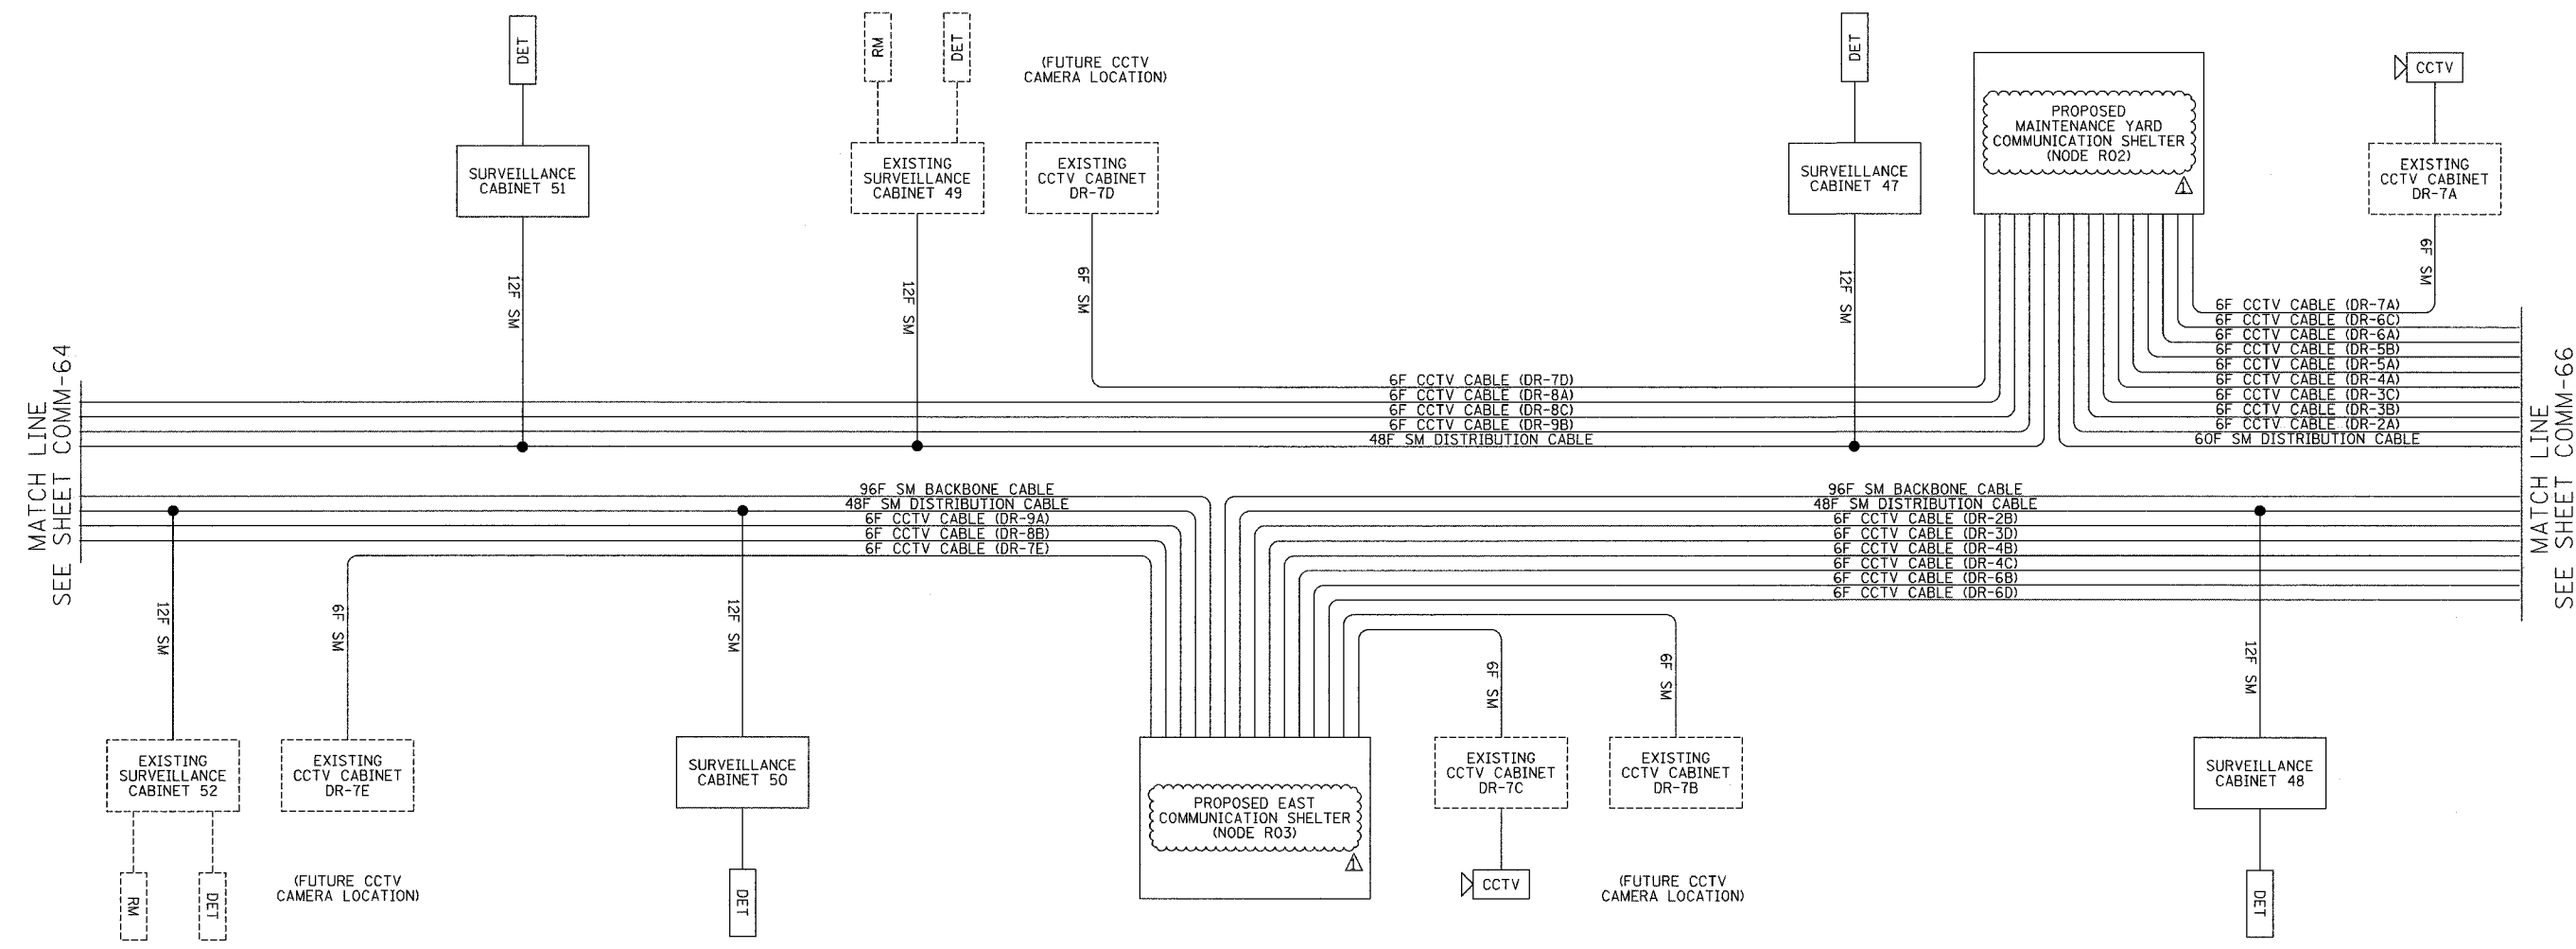 DET
RM
DET
(FUTURE CCTV
CAMERA LOCATION)
DET
CCTV
PROPOSED
MAINTENANCE YARD
COMMUNICATION SHELTER
(NODE R02)
1
SURVEILLANCE
CABINET 51
EXISTING
SURVEILLANCE
CABINET 49
EXISTING
CCTV CABINET
DR-7D
SURVEILLANCE
CABINET 47
EXISTING
CCTV CABINET
DR-7A
12F SM
12F SM
6F SM
12F SM
6F SM
6F CCTV CABLE (DR-7A)
6F CCTV CABLE (DR-6C)
6F CCTV CABLE (DR-6A)
6F CCTV CABLE (DR-5B)
6F CCTV CABLE (DR-5A)
6F CCTV CABLE (DR-4A)
6F CCTV CABLE (DR-3C)
6F CCTV CABLE (DR-3B)
6F CCTV CABLE (DR-2A)
60F SM DISTRIBUTION CABLE
6F CCTV CABLE (DR-7D)
6F CCTV CABLE (DR-8A)
6F CCTV CABLE (DR-8C)
6F CCTV CABLE (DR-9B)
48F SM DISTRIBUTION CABLE
MATCH LINE
SEE SHEET COMM-64
MATCH LINE
SEE SHEET COMM-66
96F SM BACKBONE CABLE
48F SM DISTRIBUTION CABLE
6F CCTV CABLE (DR-9A)
6F CCTV CABLE (DR-8B)
6F CCTV CABLE (DR-7E)
96F SM BACKBONE CABLE
48F SM DISTRIBUTION CABLE
6F CCTV CABLE (DR-2B)
6F CCTV CABLE (DR-3D)
6F CCTV CABLE (DR-4B)
6F CCTV CABLE (DR-4C)
6F CCTV CABLE (DR-6B)
6F CCTV CABLE (DR-6D)
12F SM
6F SM
12F SM
6F SM
6F SM
12F SM
EXISTING
SURVEILLANCE
CABINET 52
EXISTING
CCTV CABINET
DR-7E
SURVEILLANCE
CABINET 50
PROPOSED EAST
COMMUNICATION SHELTER
(NODE R03)
1
EXISTING
CCTV CABINET
DR-7C
EXISTING
CCTV CABINET
DR-7B
SURVEILLANCE
CABINET 48
RM
DET
(FUTURE CCTV
CAMERA LOCATION)
DET
CCTV
(FUTURE CCTV
CAMERA LOCATION)
DET